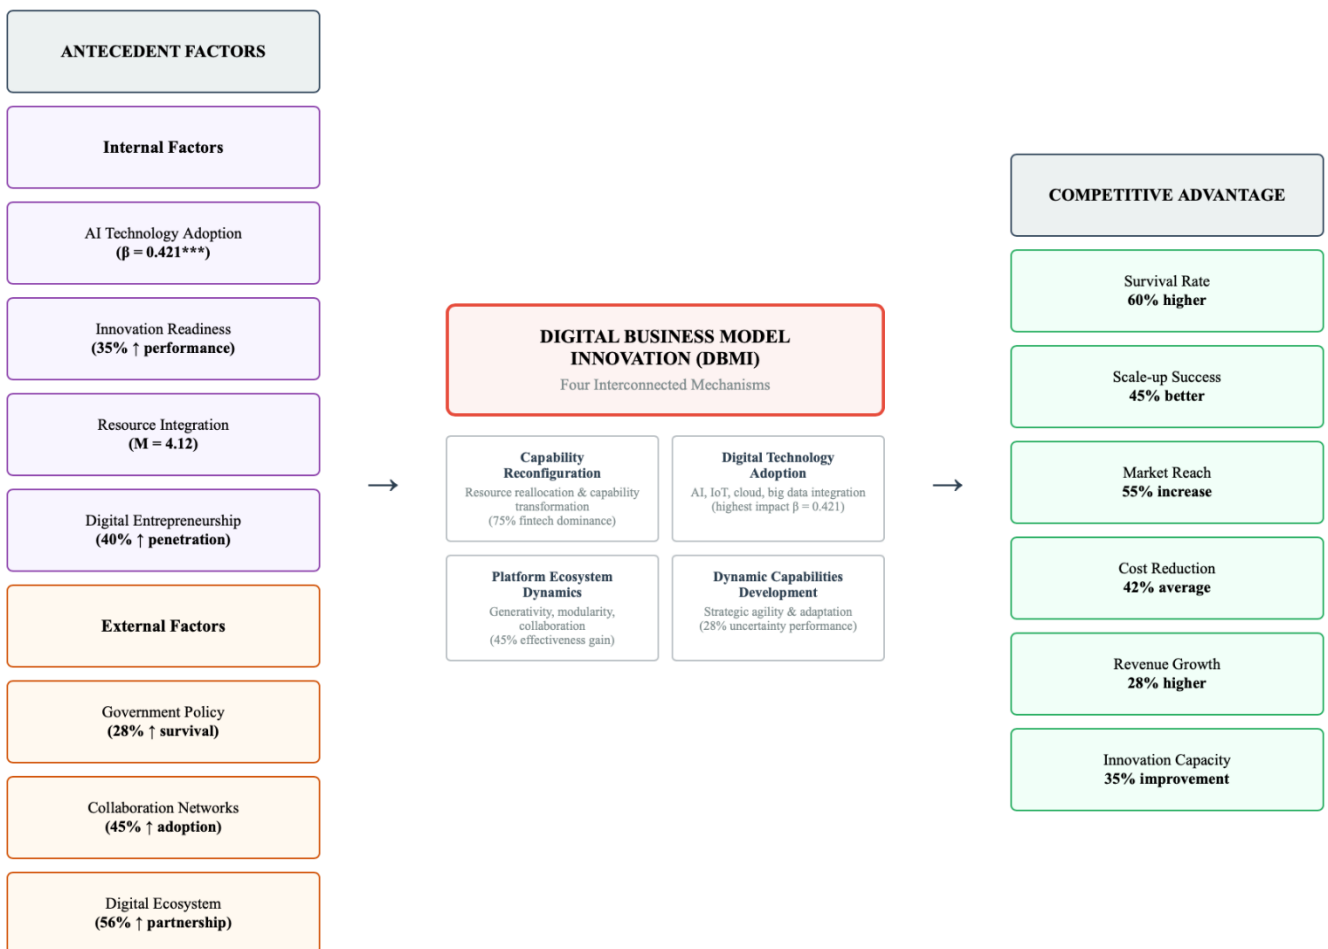 ANTECEDENT FACTORS
Internal Factors
AI Technology Adoption
(β = 0.421***)
Innovation Readiness
(35% ↑ performance)
Resource Integration
(M = 4.12)
Digital Entrepreneurship
(40% ↑ penetration)
External Factors
Government Policy
(28% ↑ survival)
Collaboration Networks
(45% ↑ adoption)
Digital Ecosystem
(56% ↑ partnership)
→
DIGITAL BUSINESS MODEL
INNOVATION (DBMI)
Four Interconnected Mechanisms
Capability
Reconfiguration
Resource reallocation & capability
transformation
(75% fintech dominance)
Digital Technology
Adoption
AI, IoT, cloud, big data integration
(highest impact β = 0.421)
Platform Ecosystem
Dynamics
Generativity, modularity,
collaboration
(45% effectiveness gain)
Dynamic Capabilities
Development
Strategic agility & adaptation
(28% uncertainty performance)
→
COMPETITIVE ADVANTAGE
Survival Rate
60% higher
Scale-up Success
45% better
Market Reach
55% increase
Cost Reduction
42% average
Revenue Growth
28% higher
Innovation Capacity
35% improvement